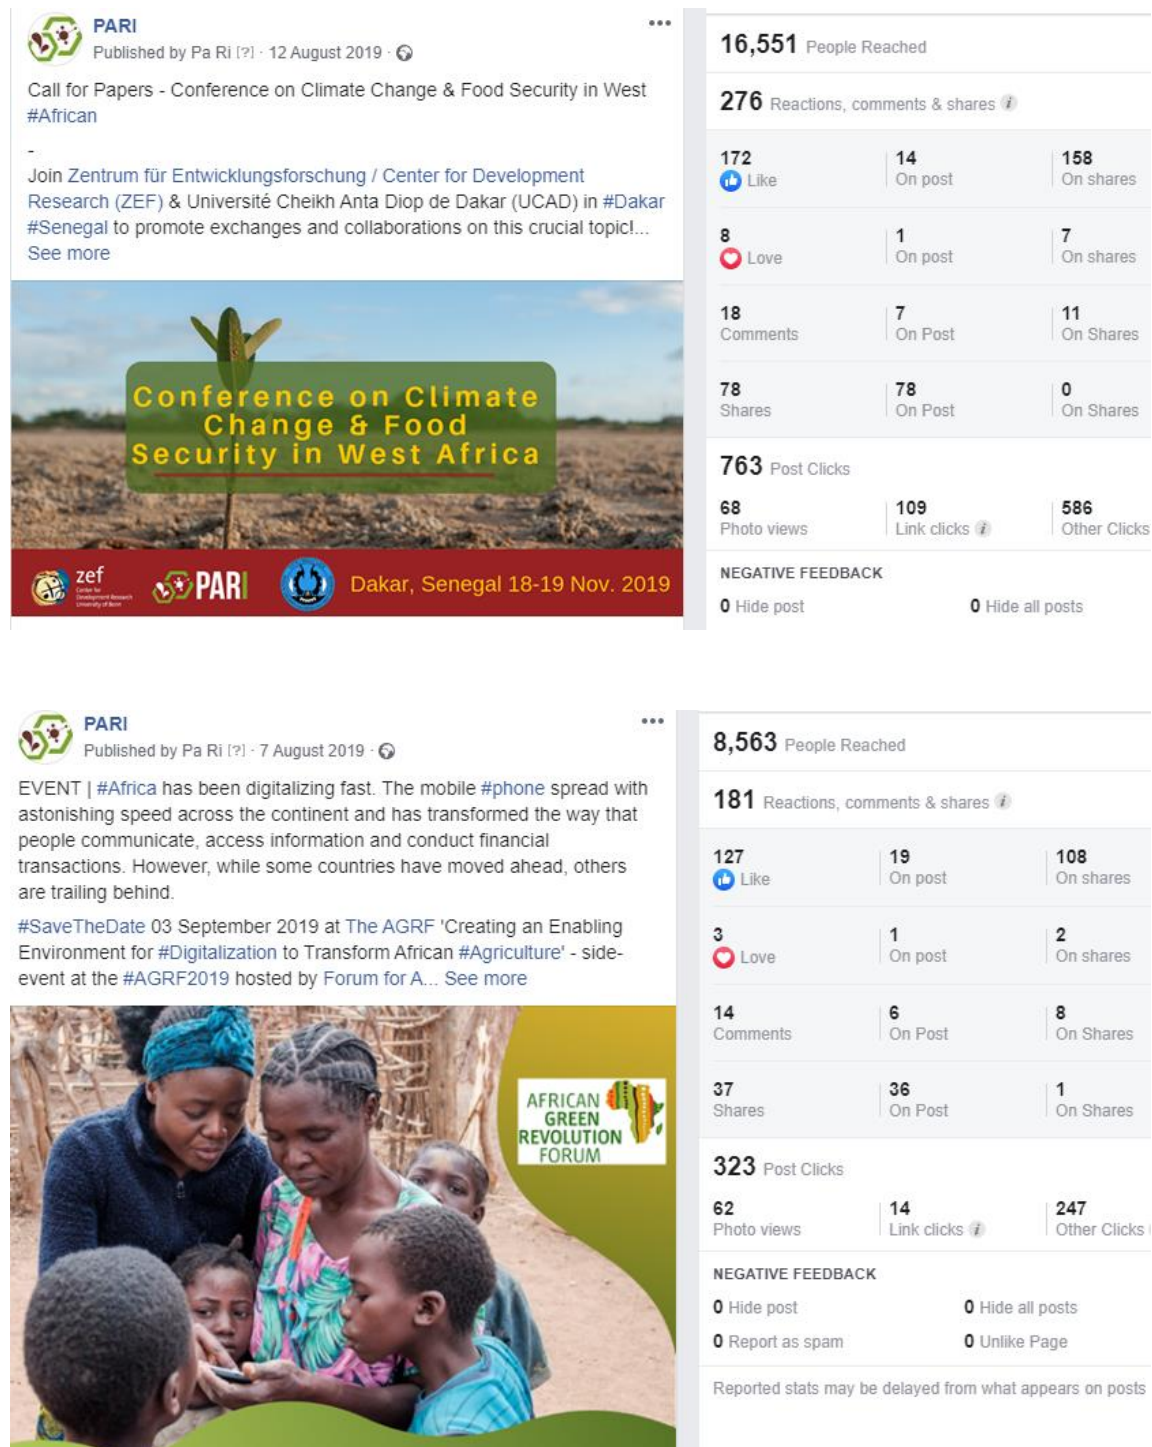 PARI
Published by Pa Ri [?] · 12 August 2019 ·
Call for Papers - Conference on Climate Change & Food Security in West
#African
-
Join Zentrum für Entwicklungsforschung / Center for Development
Research (ZEF) & Université Cheikh Anta Diop de Dakar (UCAD) in #Dakar
#Senegal to promote exchanges and collaborations on this crucial topic!...
See more
Conference on Climate
Change & Food
Security in West Africa
zef
Center for
Development Research
University of Bonn
PARI
Dakar, Senegal 18-19 Nov. 2019
16,551 People Reached
276 Reactions, comments & shares
172 14 158
Like On post On shares
8 1 7
Love On post On shares
18 7 11
Comments On Post On Shares
78 78 0
Shares On Post On Shares
763 Post Clicks
68 109 586
Photo views Link clicks Other Clicks
NEGATIVE FEEDBACK
0 Hide post 0 Hide all posts
PARI
Published by Pa Ri [?] · 7 August 2019 ·
EVENT | #Africa has been digitalizing fast. The mobile #phone spread with
astonishing speed across the continent and has transformed the way that
people communicate, access information and conduct financial
transactions. However, while some countries have moved ahead, others
are trailing behind.
#SaveTheDate 03 September 2019 at The AGRF 'Creating an Enabling
Environment for #Digitalization to Transform African #Agriculture' - side-
event at the #AGRF2019 hosted by Forum for A... See more
AFRICAN
GREEN
REVOLUTION
FORUM
8,563 People Reached
181 Reactions, comments & shares
127 19 108
Like On post On shares
3 1 2
Love On post On shares
14 6 8
Comments On Post On Shares
37 36 1
Shares On Post On Shares
323 Post Clicks
62 14 247
Photo views Link clicks Other Clicks
NEGATIVE FEEDBACK
0 Hide post 0 Hide all posts
0 Report as spam 0 Unlike Page
Reported stats may be delayed from what appears on posts